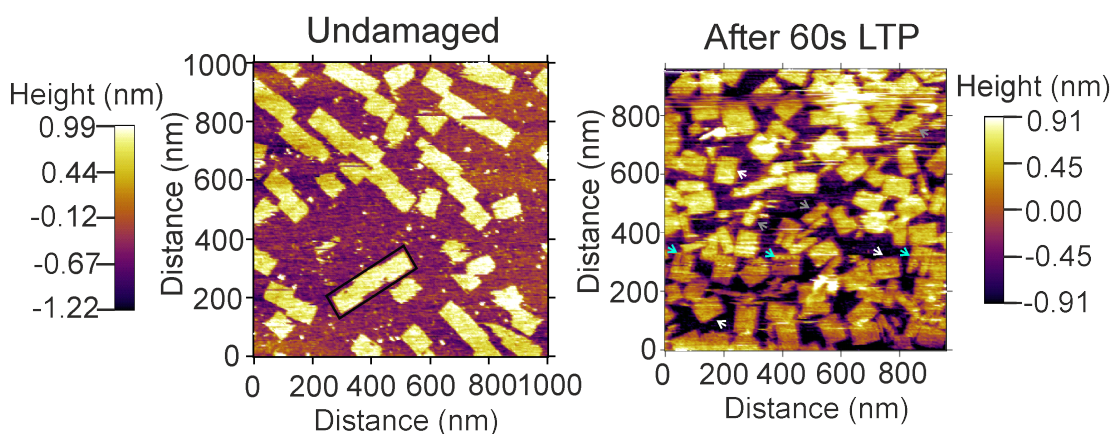 Undamaged
After 60s LTP
Height (nm)
0.99
0.44
-0.12
-0.67
-1.22
Distance (nm)
1000
800
600
400
200
0
0 200 400 600 800 1000
Distance (nm)
Distance (nm)
800
600
400
200
0
0 200 400 600 800
Distance (nm)
Height (nm)
0.91
0.45
0.00
-0.45
-0.91